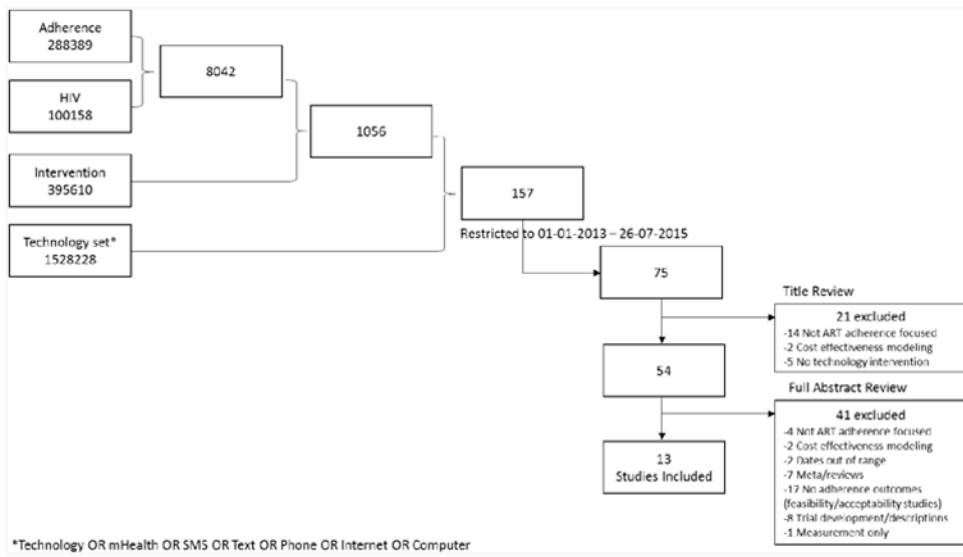 Adherence
288389
HIV
100158
8042
Intervention
395610
1056
Technology set*
1528228
157
Restricted to 01-01-2013 – 26-07-2015
75
Title Review
21 excluded
-14 Not ART adherence focused
-2 Cost effectiveness modeling
-5 No technology intervention
54
Full Abstract Review
41 excluded
-4 Not ART adherence focused
-2 Cost effectiveness modeling
-2 Dates out of range
-7 Meta/reviews
-17 No adherence outcomes
(feasibility/acceptability studies)
-8 Trial development/descriptions
-1 Measurement only
13
Studies Included
*Technology OR mHealth OR SMS OR Text OR Phone OR Internet OR Computer